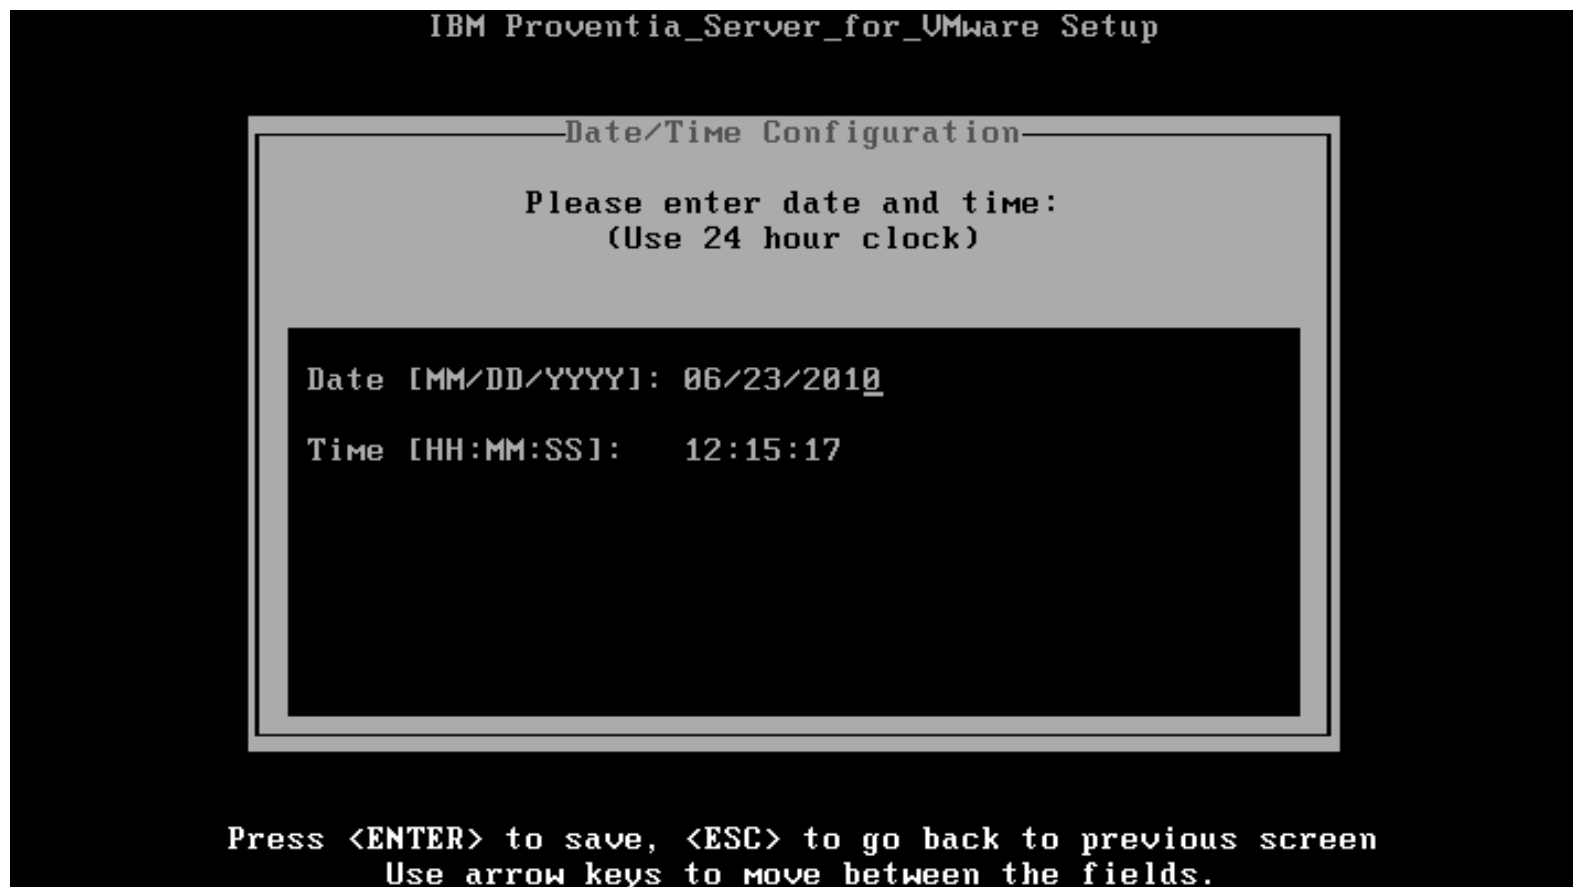 IBM Proventia_Server_for_VMware Setup
Date/Time Configuration
Please enter date and time:
(Use 24 hour clock)
Date [MM/DD/YYYY]: 06/23/2010
Time [HH:MM:SS]: 12:15:17
Press <ENTER> to save, <ESC> to go back to previous screen
Use arrow keys to move between the fields.